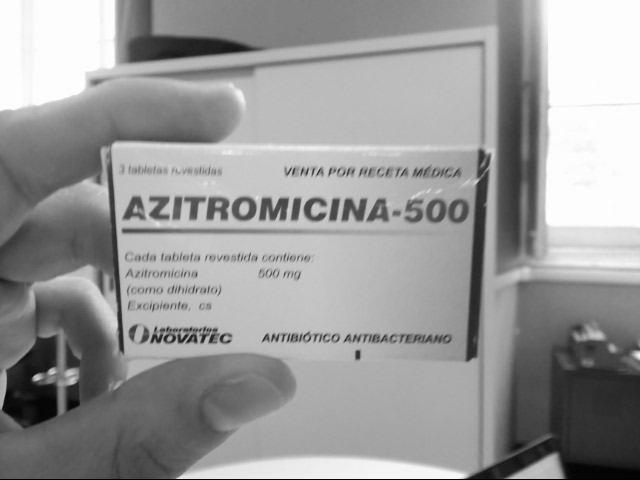 3 tabletas revestidas
VENTA POR RECETA MÉDICA
AZITROMICINA-500
Cada tableta revestida contiene:
Azitromicina 500 mg
(como dihidrato)
Excipiente, cs
Laboratorios
NOVATEC
ANTIBIÓTICO ANTIBACTERIANO